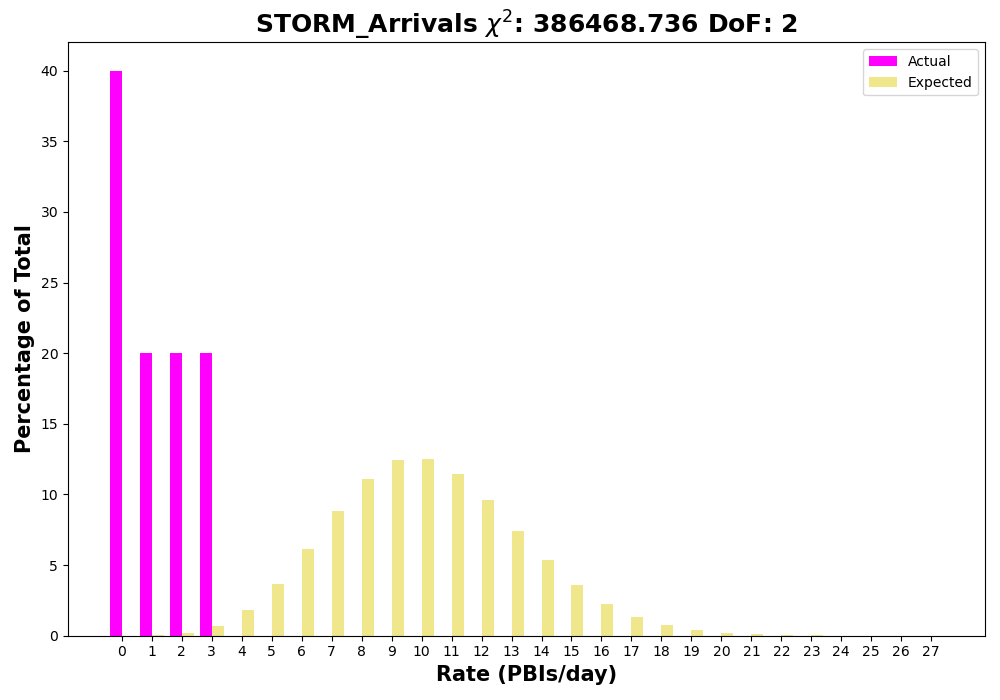 STORM_Arrivals χ²: 386468.736 DoF: 2
Actual
Expected
40
35
30
25
20
15
10
5
0
Percentage of Total
0 1 2 3 4 5 6 7 8 9 10 11 12 13 14 15 16 17 18 19 20 21 22 23 24 25 26 27
Rate (PBIs/day)